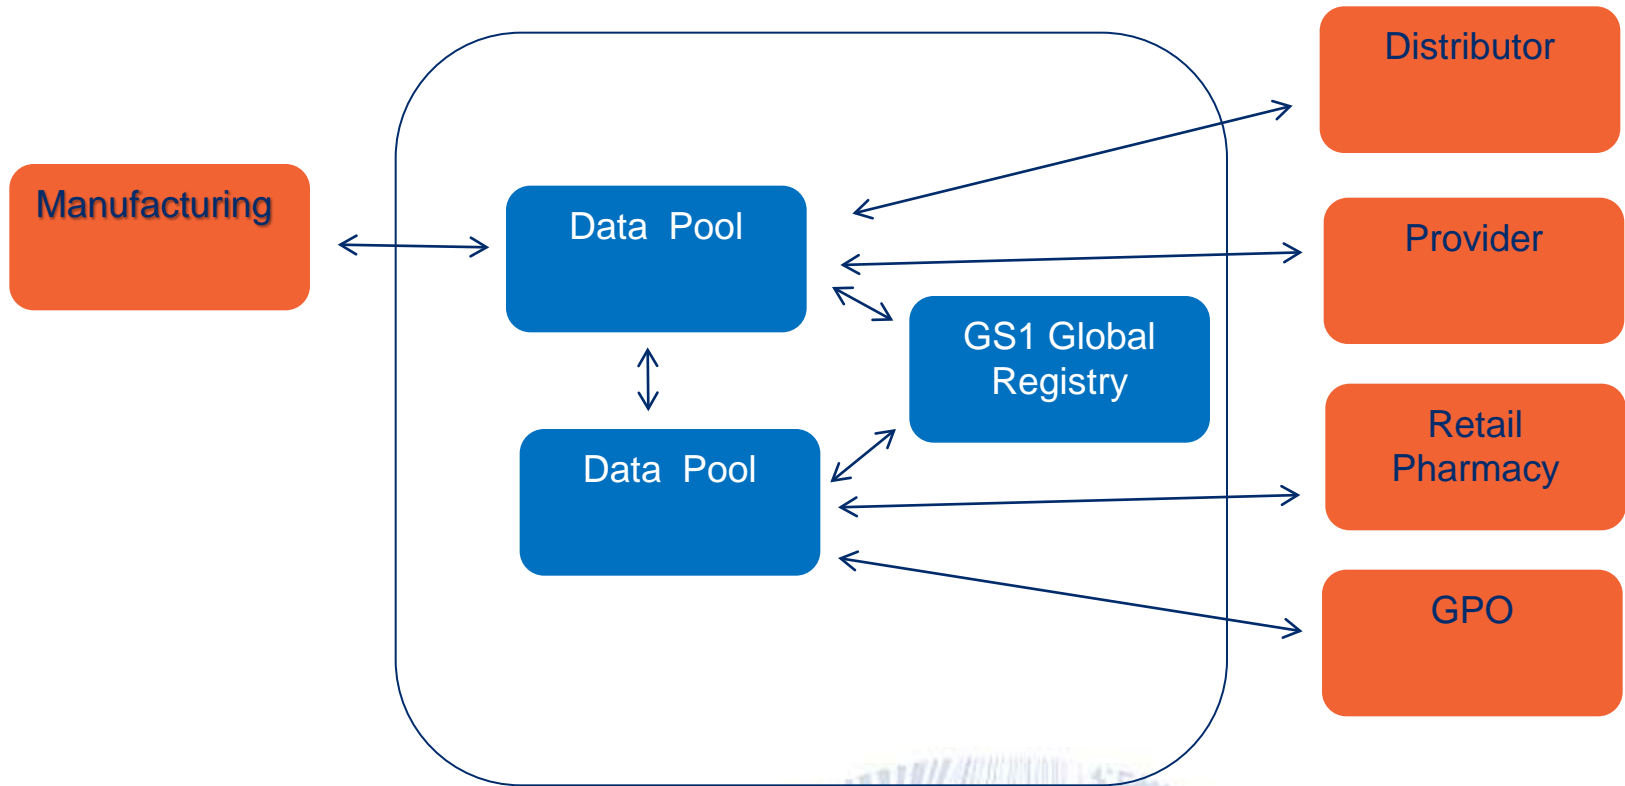 Distributor
Manufacturing
Data Pool
Provider
GS1 Global
Registry
Data Pool
Retail
Pharmacy
GPO